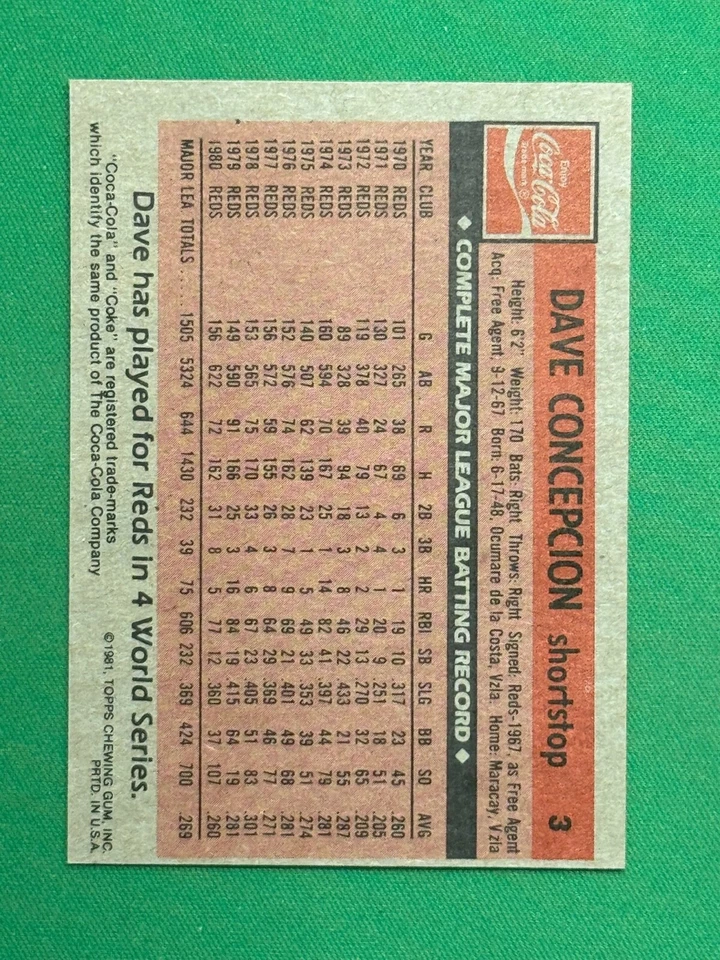 Enjoy
Coca-Cola
Trade-mark ®
DAVE CONCEPCION shortstop 3
Height: 6'2" Weight: 170 Bats: Right Throws: Right Signed: Reds-1967, as Free Agent
Acq: Free Agent, 9-12-67 Born: 6-17-48, Ocumare de la Costa, Vzla. Home: Maracay, Vzla
◆ COMPLETE MAJOR LEAGUE BATTING RECORD ◆
YEAR CLUB G AB R H 2B 3B HR RBI SB SLG BB SO AVG
1970 REDS 101 265 38 69 6 3 1 19 10 .317 23 45 .260
1971 REDS 130 327 24 67 4 4 1 20 9 .251 18 51 .205
1972 REDS 119 378 40 79 13 2 2 29 13 .270 32 65 .209
1973 REDS 89 328 39 94 18 3 8 46 22 .433 21 55 .287
1974 REDS 160 594 70 167 25 1 14 82 41 .397 44 79 .281
1975 REDS 140 507 62 139 23 1 5 49 33 .353 39 51 .274
1976 REDS 152 576 74 162 28 7 9 69 21 .401 49 68 .281
1977 REDS 156 572 59 155 26 3 8 64 29 .369 46 77 .271
1978 REDS 153 565 75 170 33 4 6 67 23 .405 51 83 .301
1979 REDS 149 590 91 166 25 3 16 84 19 .415 64 19 .281
1980 REDS 156 622 72 162 31 8 5 77 12 .360 37 107 .260
MAJOR LEA TOTALS..... 1505 5324 644 1430 232 39 75 606 232 .369 424 700 .269
Dave has played for Reds in 4 World Series.
"Coca-Cola" and "Coke" are registered trade-marks
which identify the same product of The Coca-Cola Company
©1981, TOPPS CHEWING GUM, INC.
PRTD. IN U.S.A.